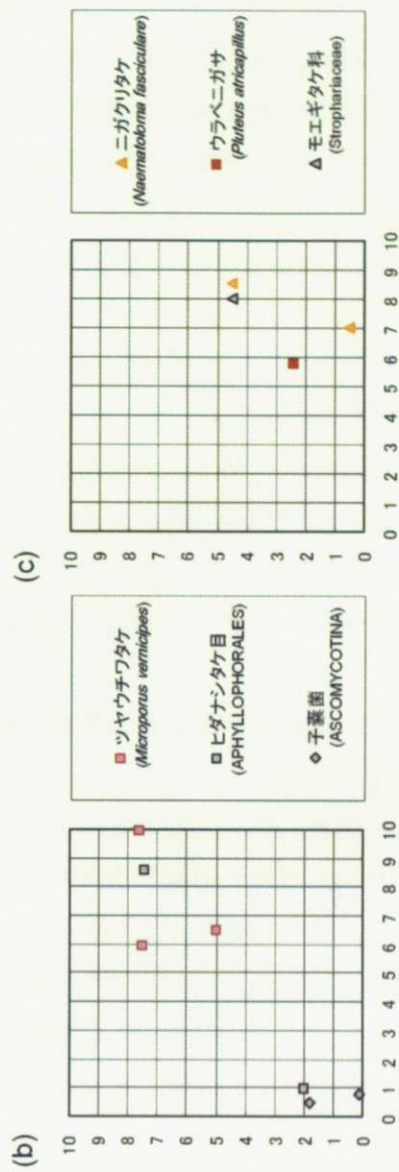 (b)
10
9
8
7
6
5
4
3
2
1
0
0 1 2 3 4 5 6 7 8 9 10
ツヤウチワタケ
(Microporus vernicipes)
ヒダナシタケ目
(APHYLLOPHORALES)
子嚢菌
(ASCOMYCOTINA)
(c)
10
9
8
7
6
5
4
3
2
1
0
0 1 2 3 4 5 6 7 8 9 10
ニガクリタケ
(Naematoloma fasciculare)
ウラベニガサ
(Pluteus atricapillus)
モエギタケ科
(Strophariaceae)